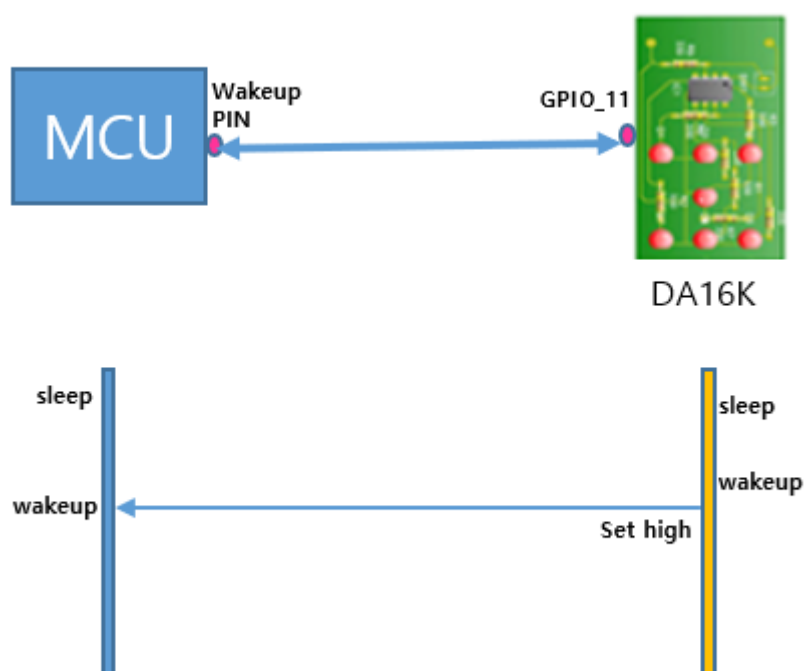 MCU
Wakeup
PIN
GPIO_11
DA16K
sleep
sleep
wakeup
wakeup
Set high